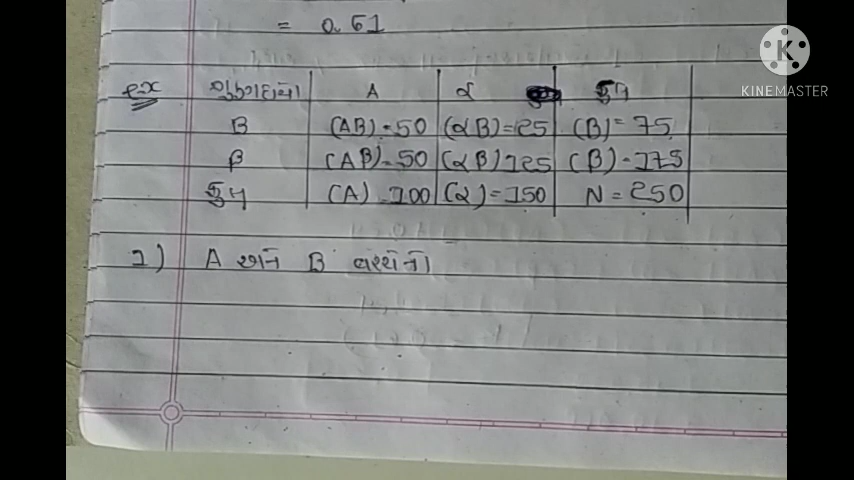 = 0.61
K
KINEMASTER
ex ગુણધર્મો A α કુલ
B (AB) = 50 (αB) = 25 (B) = 75
β (Aβ) = 50 (αβ) 125 (β) = 175
કુલ (A) = 100 (α) = 150 N = 250
1) A અને B વચ્ચેનો